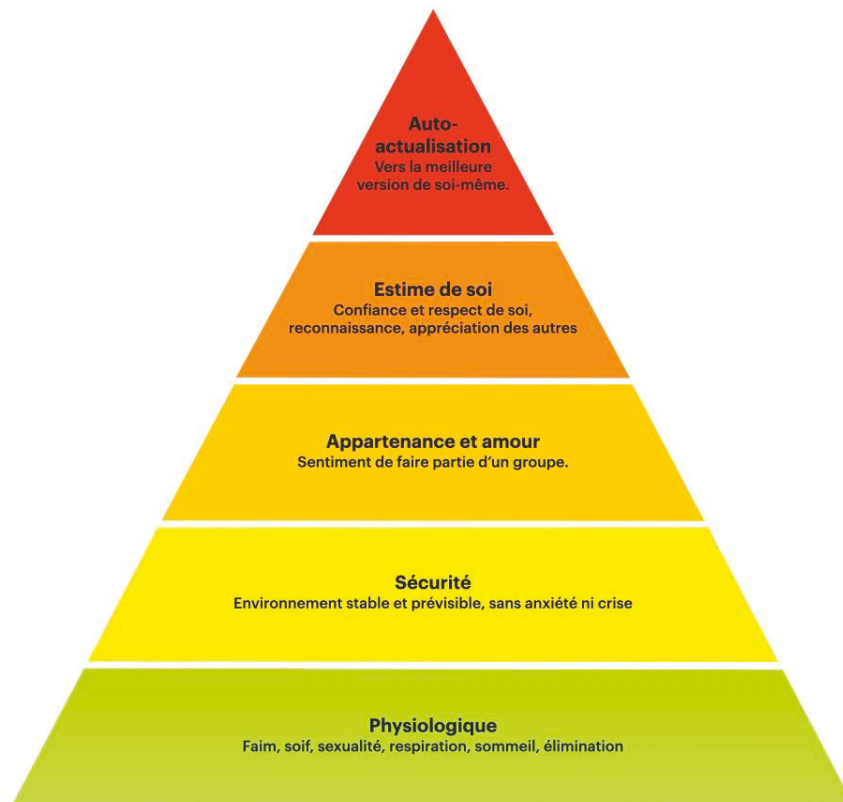 Auto-
actualisation
Vers la meilleure
version de soi-même.
Estime de soi
Confiance et respect de soi,
reconnaissance, appréciation des autres
Appartenance et amour
Sentiment de faire partie d’un groupe.
Sécurité
Environnement stable et prévisible, sans anxiété ni crise
Physiologique
Faim, soif, sexualité, respiration, sommeil, élimination